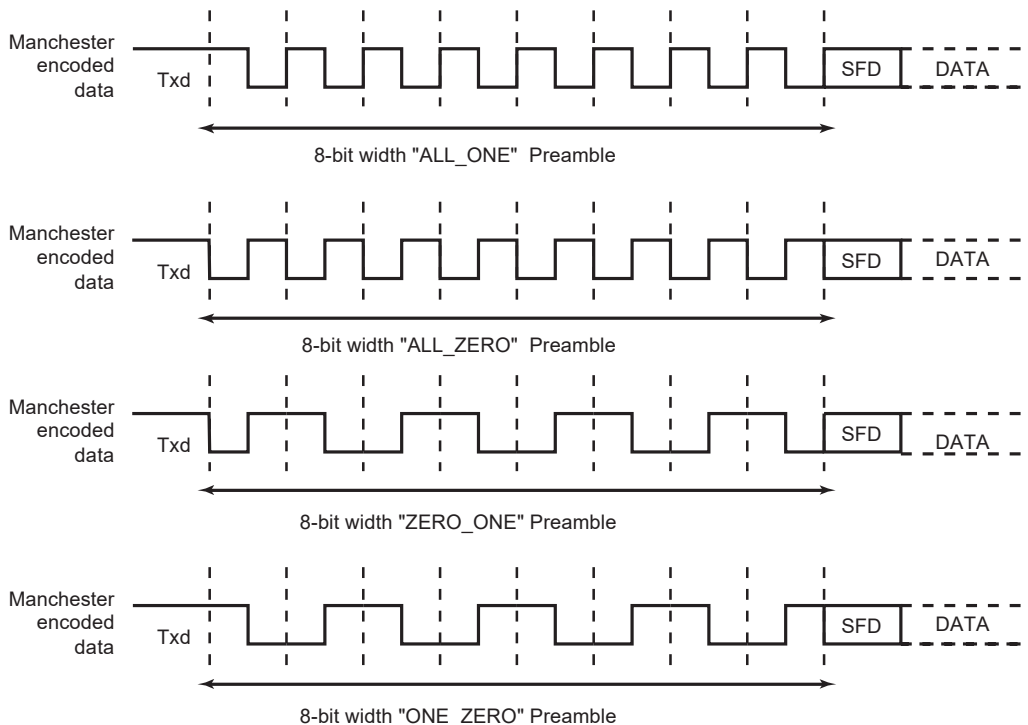 Manchester
encoded
data
Txd
SFD
DATA
8-bit width "ALL_ONE" Preamble
Manchester
encoded
data
Txd
SFD
DATA
8-bit width "ALL_ZERO" Preamble
Manchester
encoded
data
Txd
SFD
DATA
8-bit width "ZERO_ONE" Preamble
Manchester
encoded
data
Txd
SFD
DATA
8-bit width "ONE_ZERO" Preamble